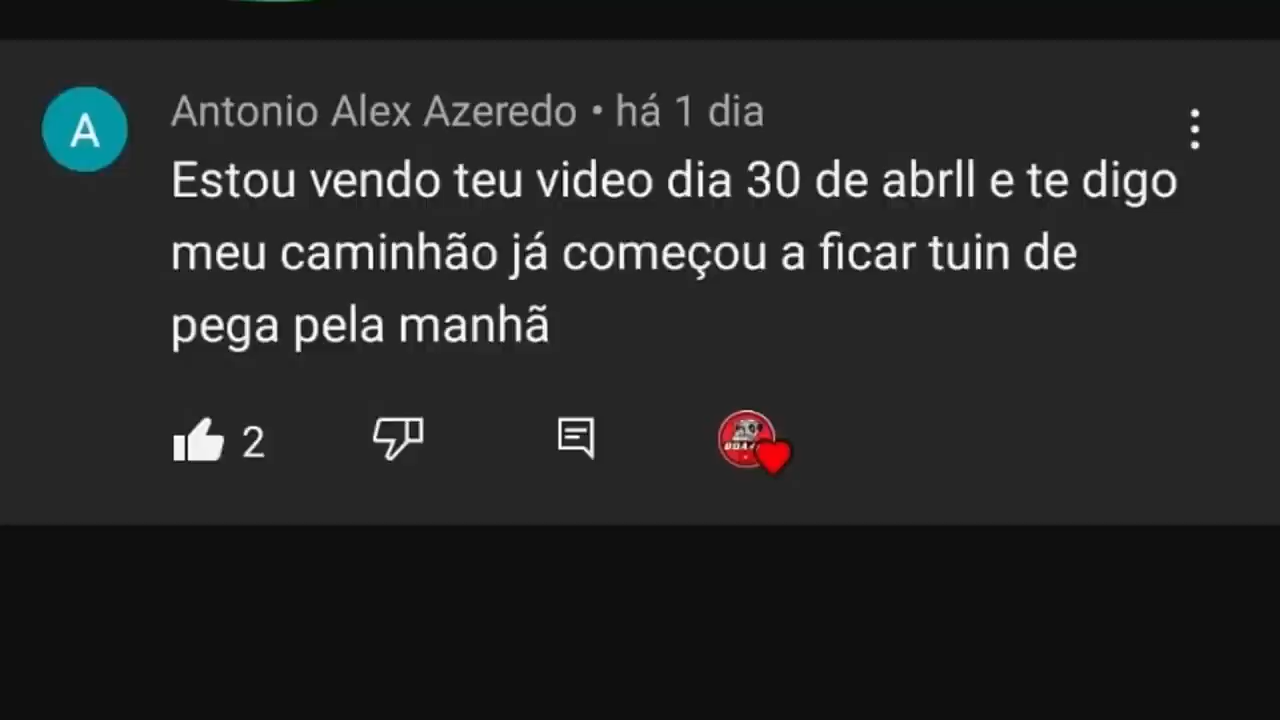 A
Antonio Alex Azeredo • há 1 dia
Estou vendo teu video dia 30 de abrll e te digo
meu caminhão já começou a ficar tuin de
pega pela manhã
2